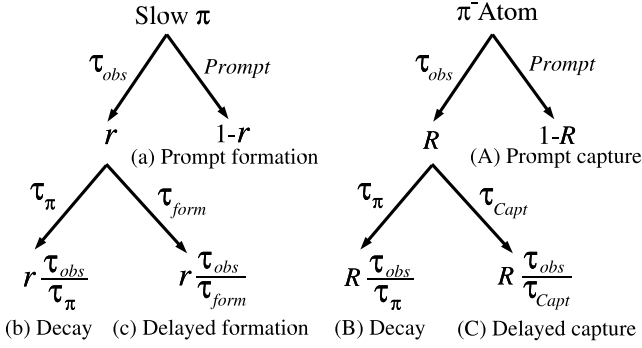 Slow π
π⁻ Atom
τ_obs
Prompt
τ_obs
Prompt
r
1-r
R
1-R
(a) Prompt formation
(A) Prompt capture
τ_π
τ_form
τ_π
τ_Capt
r τ_obs/τ_π
r τ_obs/τ_form
R τ_obs/τ_π
R τ_obs/τ_Capt
(b) Decay
(c) Delayed formation
(B) Decay
(C) Delayed capture